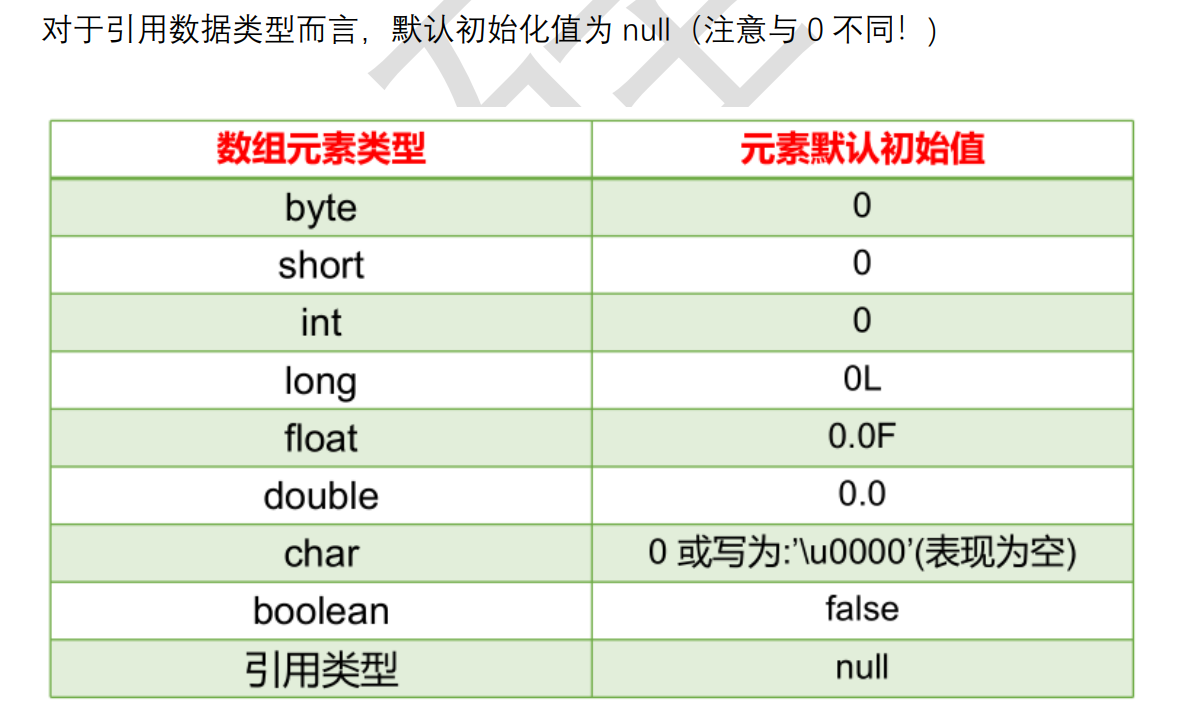 对于引用数据类型而言，默认初始化值为 null（注意与 0 不同！)
数组元素类型 元素默认初始值
byte 0
short 0
int 0
long 0L
float 0.0F
double 0.0
char 0 或写为:’\u0000’(表现为空)
boolean false
引用类型 null